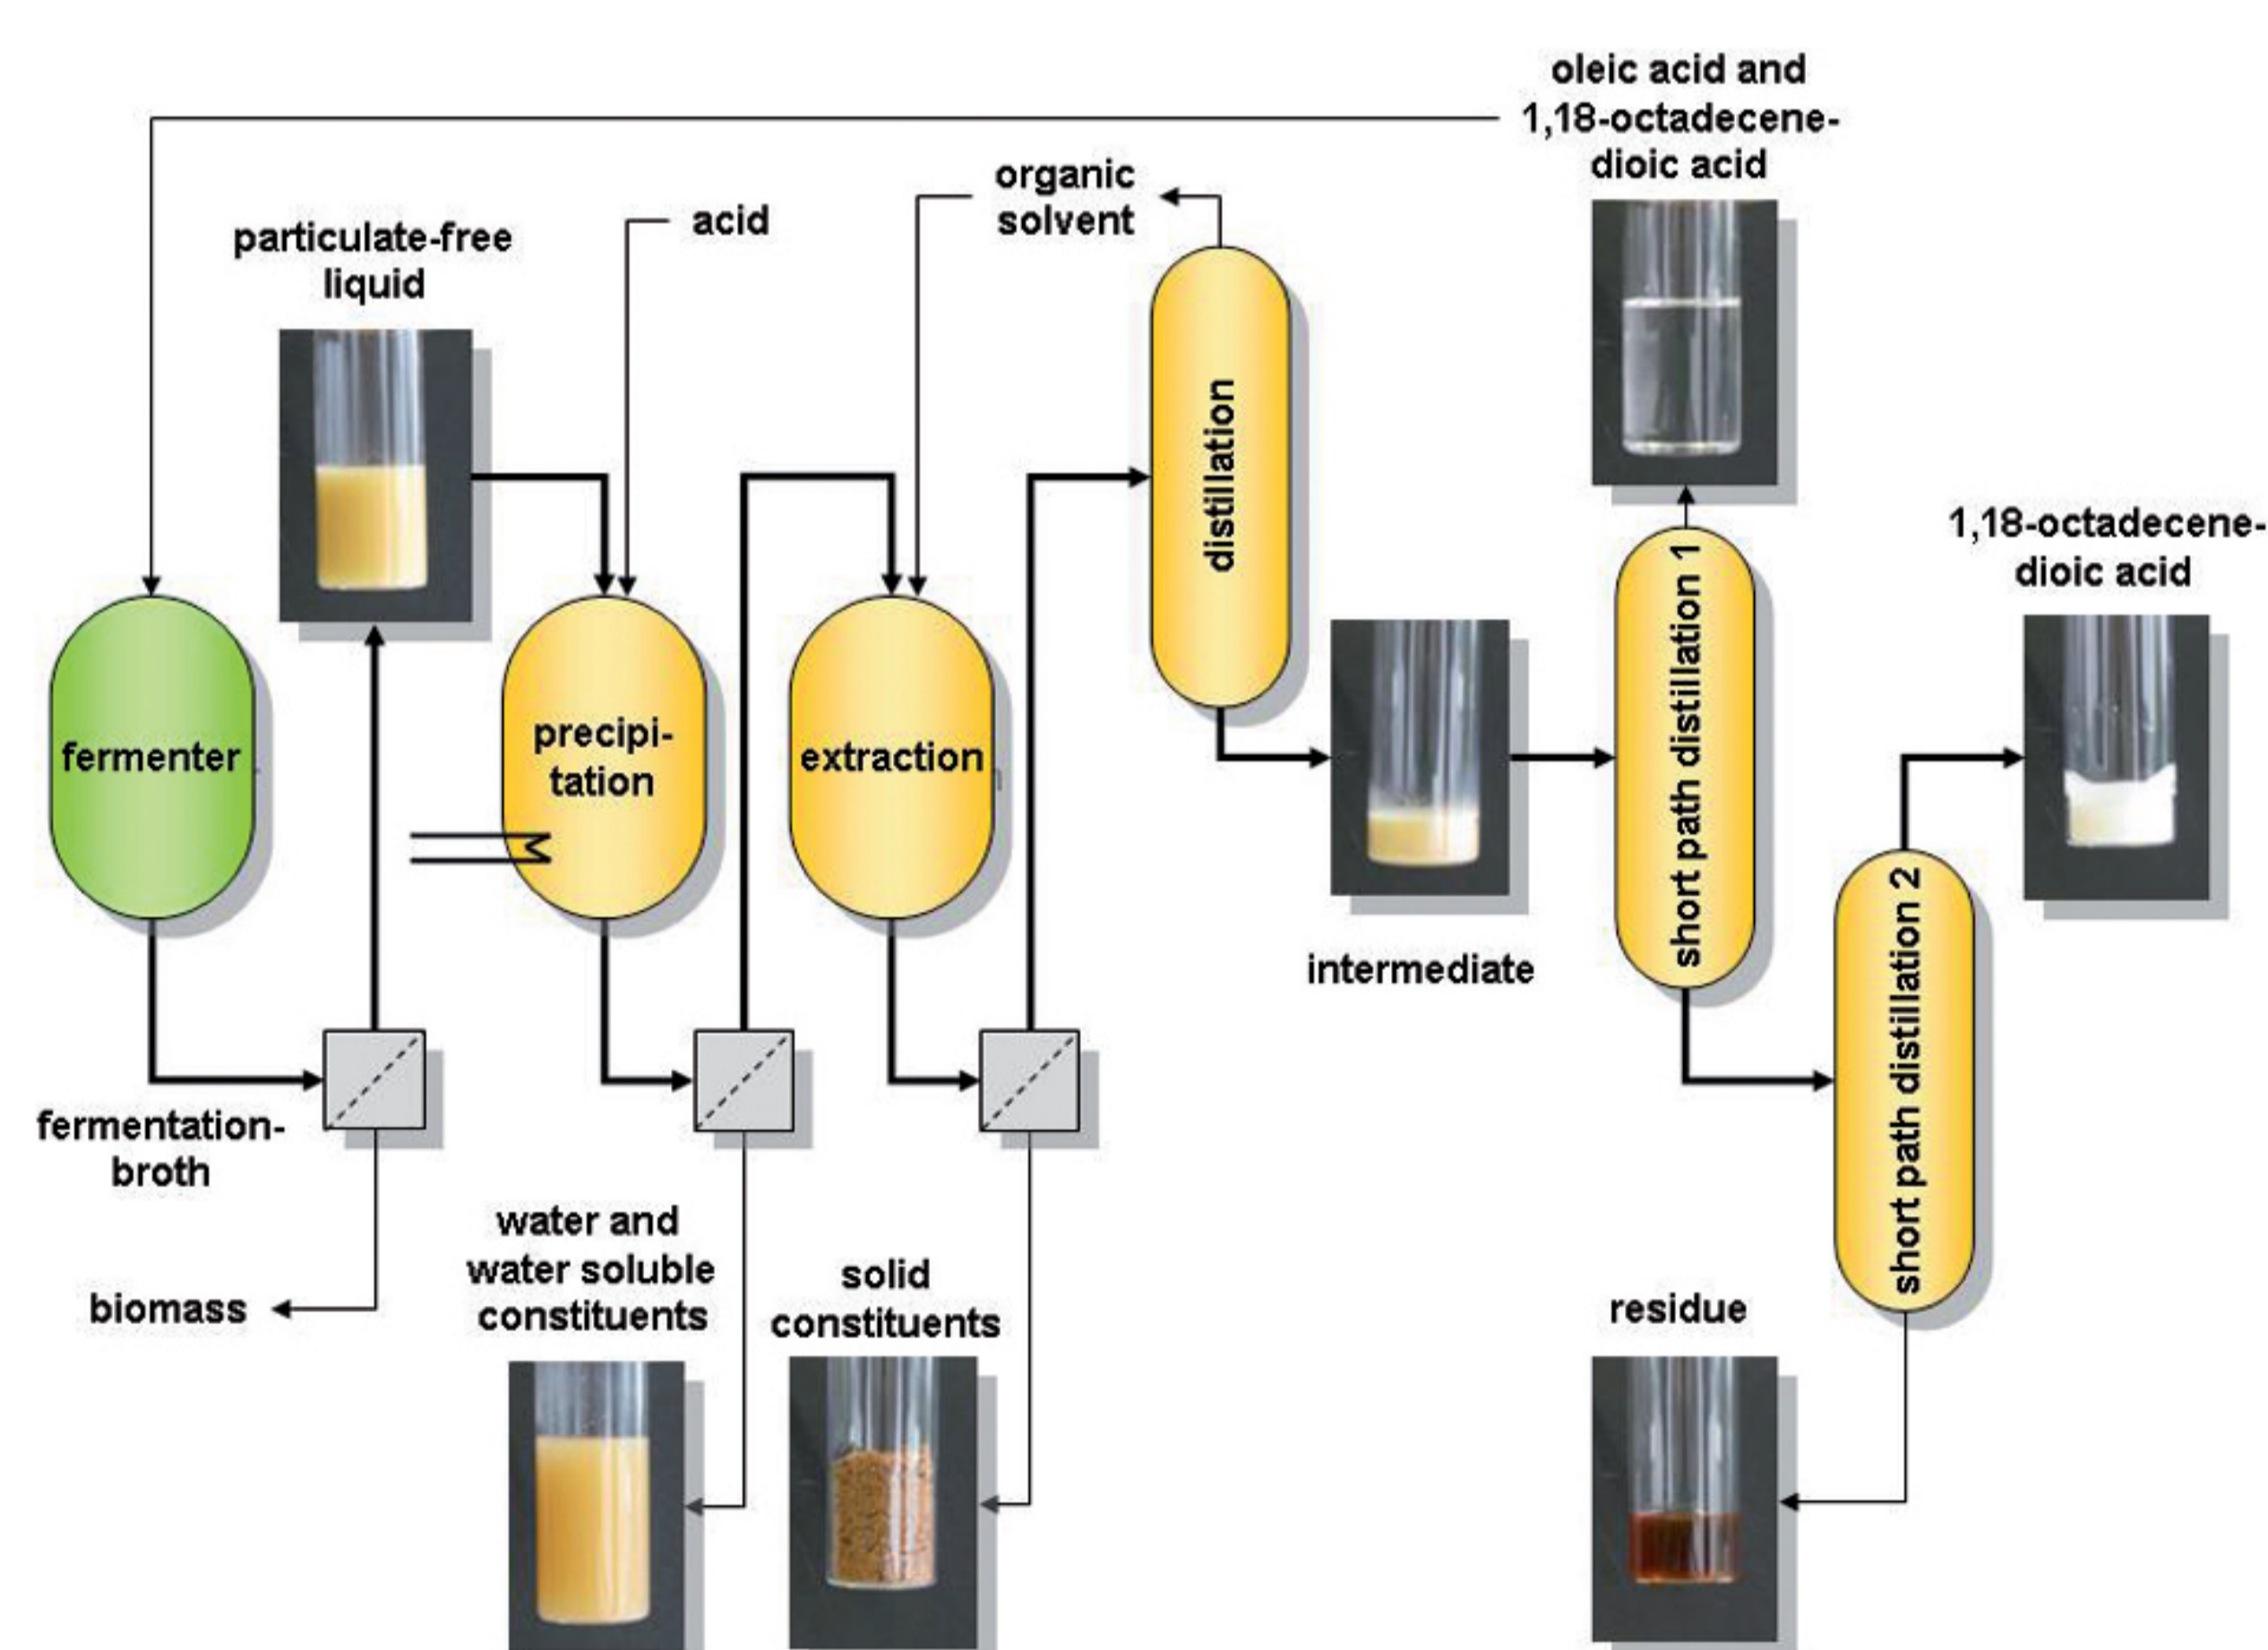 oleic acid and
1,18-octadecene-
dioic acid
organic
solvent
acid
particulate-free
liquid
distillation
1,18-octadecene-
dioic acid
short path distillation 1
fermenter
precipi-
tation
extraction
intermediate
short path distillation 2
fermentation-
broth
water and
water soluble
constituents
solid
constituents
biomass
residue